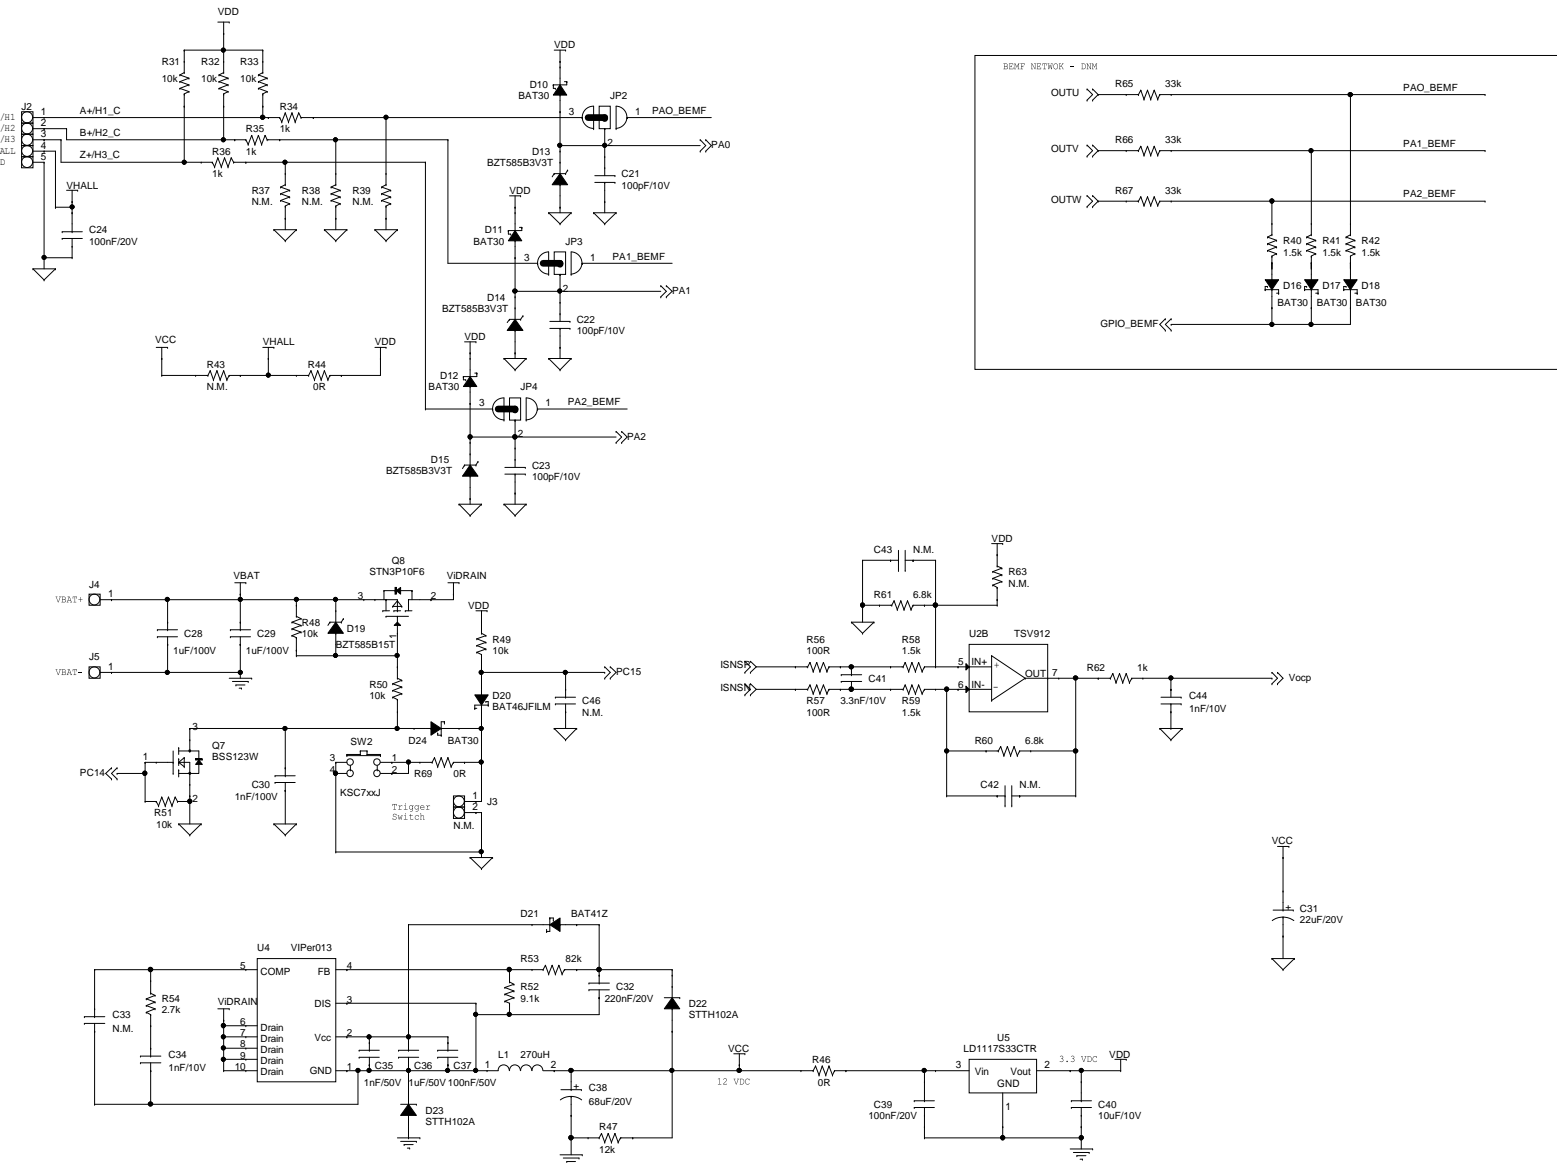 VDD
R31
10k
R32
10k
R33
10k
J2
/H1
/H2
/H3
ALL
D
1
2
3
4
5
A+/H1_C
B+/H2_C
Z+/H3_C
R34
1k
R35
1k
R36
1k
R37
N.M.
R38
N.M.
R39
N.M.
VHALL
C24
100nF/20V
VDD
D10
BAT30
JP2
3
1
PAO_BEMF
2
PA0
D13
BZT585B3V3T
C21
100pF/10V
VDD
D11
BAT30
JP3
3
1
PA1_BEMF
2
PA1
D14
BZT585B3V3T
C22
100pF/10V
VDD
D12
BAT30
JP4
3
1
PA2_BEMF
2
PA2
D15
BZT585B3V3T
C23
100pF/10V
VCC
R43
N.M.
VHALL
R44
0R
VDD
BEMF NETWOK - DNM
OUTU
R65
33k
PAO_BEMF
OUTV
R66
33k
PA1_BEMF
OUTW
R67
33k
PA2_BEMF
R40
1.5k
R41
1.5k
R42
1.5k
D16
BAT30
D17
BAT30
D18
BAT30
GPIO_BEMF
J4
VBAT+
1
VBAT
Q8
STN3P10F6
3
2
1
ViDRAIN
C28
1uF/100V
C29
1uF/100V
R48
10k
D19
BZT585B15T
J5
VBAT-
1
VDD
R49
10k
PC15
R50
10k
D20
BAT46JFILM
C46
N.M.
D24
BAT30
3
Q7
BSS123W
1
PC14
2
R51
10k
C30
1nF/100V
SW2
3
4
1
2
KSC7xxJ
R69
0R
Trigger
Switch
1
2
J3
N.M.
C43
N.M.
VDD
R63
N.M.
R61
6.8k
ISNSP
R56
100R
R58
1.5k
C41
3.3nF/10V
ISNSN
R57
100R
R59
1.5k
U2B
TSV912
5
IN+
+
6
IN-
−
OUT
7
R62
1k
Vocp
C44
1nF/10V
R60
6.8k
C42
N.M.
VCC
+
C31
22uF/20V
D21
BAT41Z
U4
VIPer013
5
COMP
FB
4
DIS
3
Vcc
2
GND
1
ViDRAIN
6
Drain
7
Drain
8
Drain
9
Drain
10
Drain
C33
N.M.
R54
2.7k
C34
1nF/10V
R53
82k
R52
9.1k
C32
220nF/20V
D22
STTH102A
C35
1nF/50V
C36
1uF/50V
C37
100nF/50V
L1
270uH
1
2
D23
STTH102A
+
C38
68uF/20V
R47
12k
VCC
12 VDC
R46
0R
C39
100nF/20V
U5
LD1117S33CTR
3
Vin
Vout
2
GND
1
3.3 VDC
VDD
C40
10uF/10V